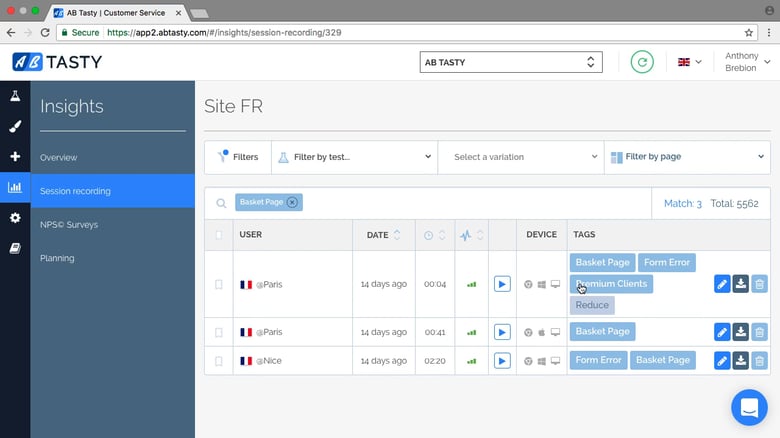 AB Tasty | Customer Service
Secure https://app2.abtasty.com/#/insights/session-recording/329
AB TASTY
AB TASTY
Anthony
Brebion
Insights
Overview
Session recording
NPS© Surveys
Planning
Site FR
Filters
Filter by test...
Select a variation
Filter by page
Basket Page
Match: 3 Total: 5562
USER DATE DEVICE TAGS
Basket Page Form Error
@Paris 14 days ago 00:04 Premium Clients
Reduce
@Paris 14 days ago 00:41 Basket Page
@Nice 14 days ago 02:20 Form Error Basket Page